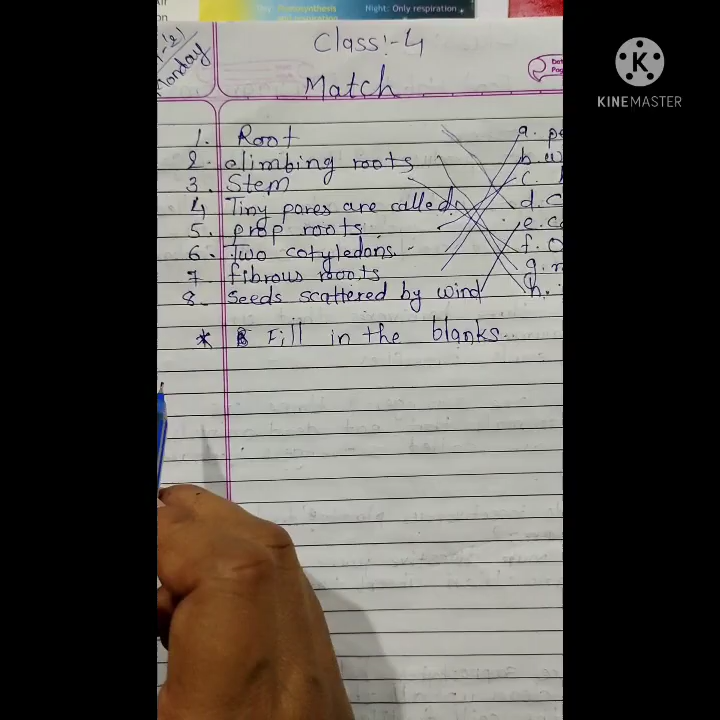 Night: Only respiration
Class:-4
Monday
Match
1. Root a.
2. climbing roots b.
3. Stem c.
4. Tiny pores are called d.
5. prop roots e.
6. Two cotyledons. f.
7. fibrous rooots g.
8. Seeds scattered by wind h.
* Fill in the blanks.
KINEMASTER